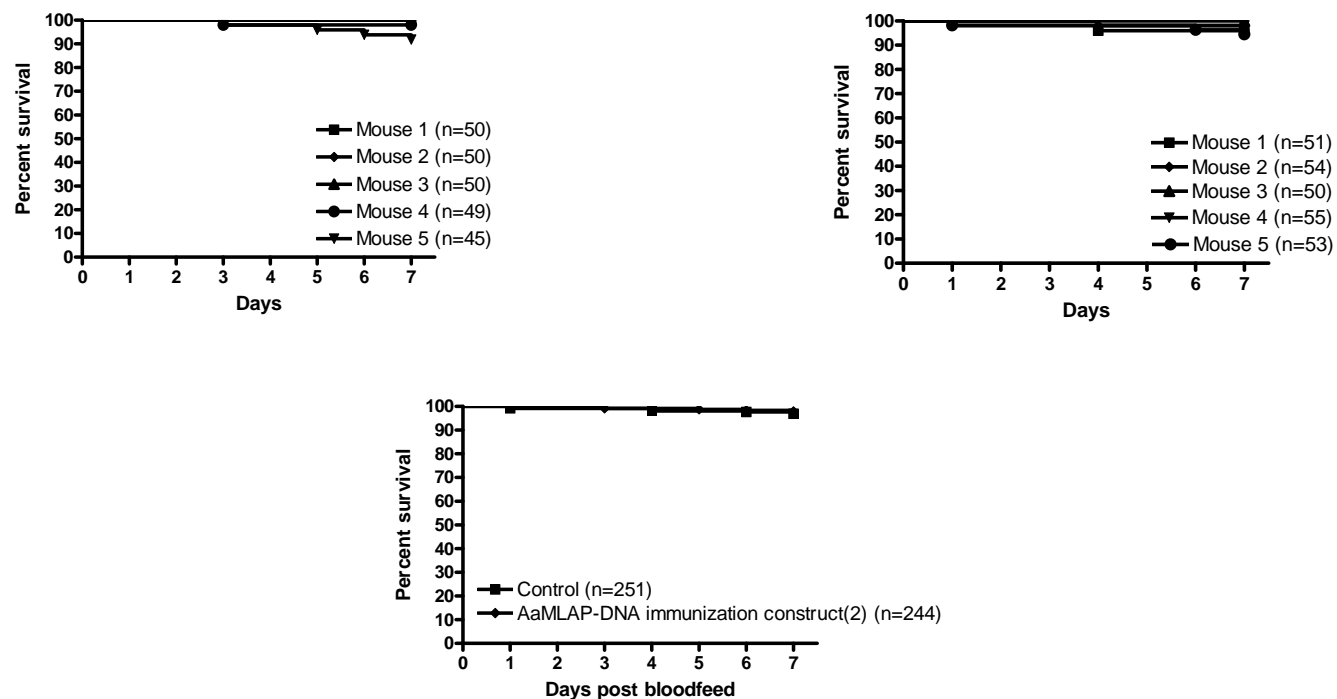 Percent survival
100
90
80
70
60
50
40
30
20
10
0
0 1 2 3 4 5 6 7
Days
Mouse 1 (n=50)
Mouse 2 (n=50)
Mouse 3 (n=50)
Mouse 4 (n=49)
Mouse 5 (n=45)
Percent survival
100
90
80
70
60
50
40
30
20
10
0
0 1 2 3 4 5 6 7
Days
Mouse 1 (n=51)
Mouse 2 (n=54)
Mouse 3 (n=50)
Mouse 4 (n=55)
Mouse 5 (n=53)
Percent survival
100
90
80
70
60
50
40
30
20
10
0
0 1 2 3 4 5 6 7
Days post bloodfeed
Control (n=251)
AaMLAP-DNA immunization construct(2) (n=244)